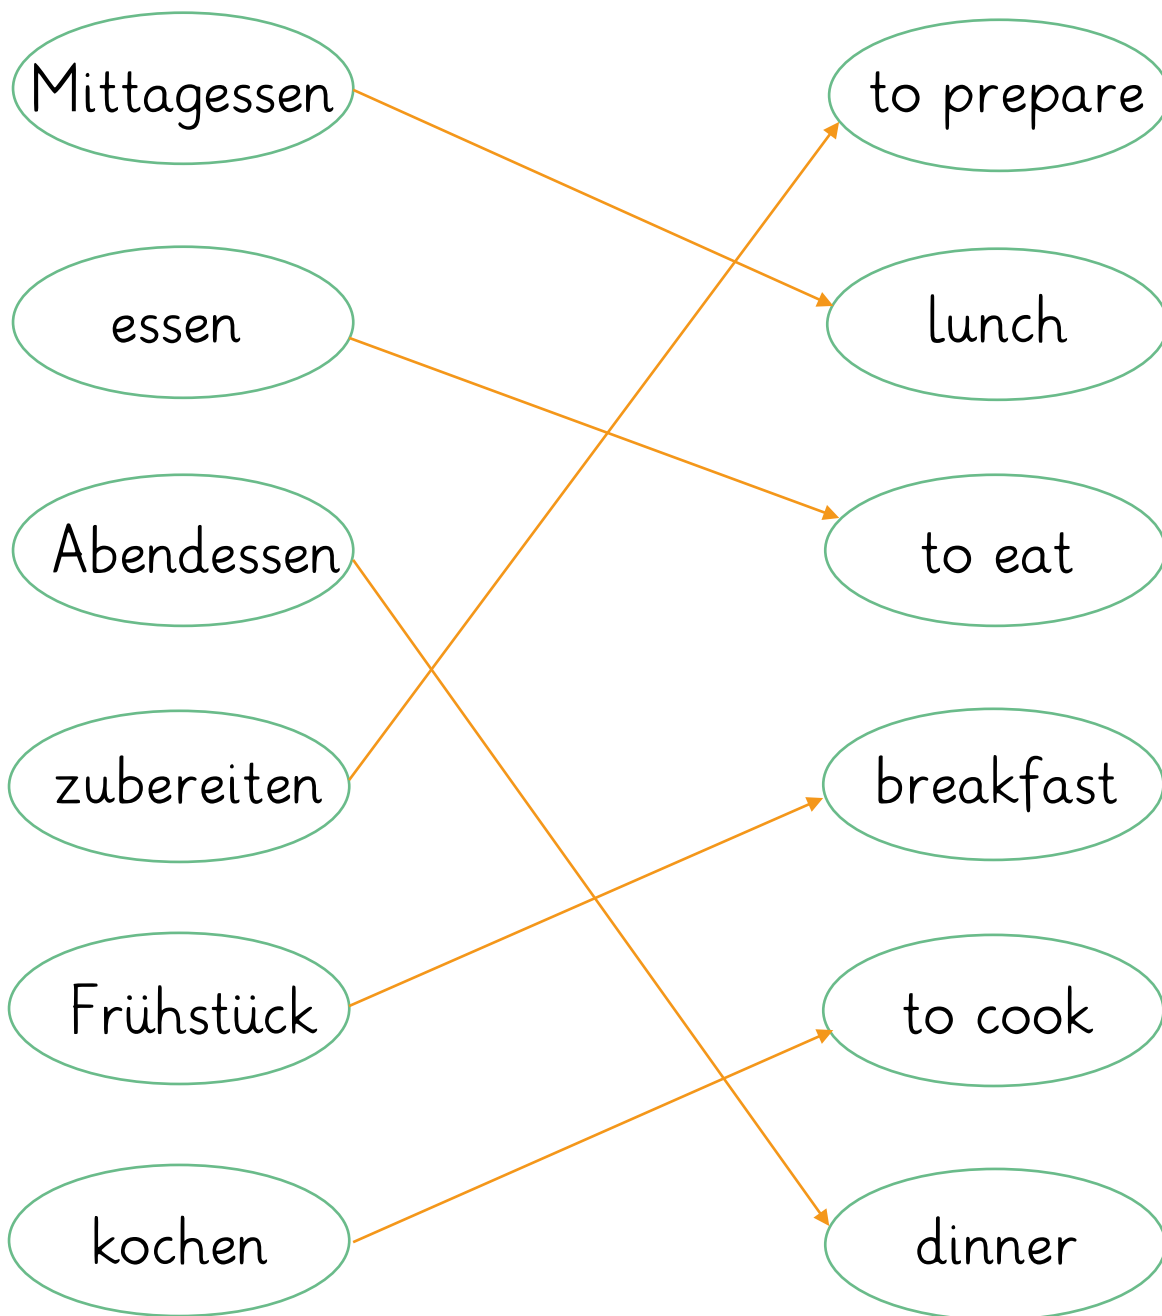 Mittagessen
to prepare
essen
lunch
Abendessen
to eat
zubereiten
breakfast
Frühstück
to cook
kochen
dinner